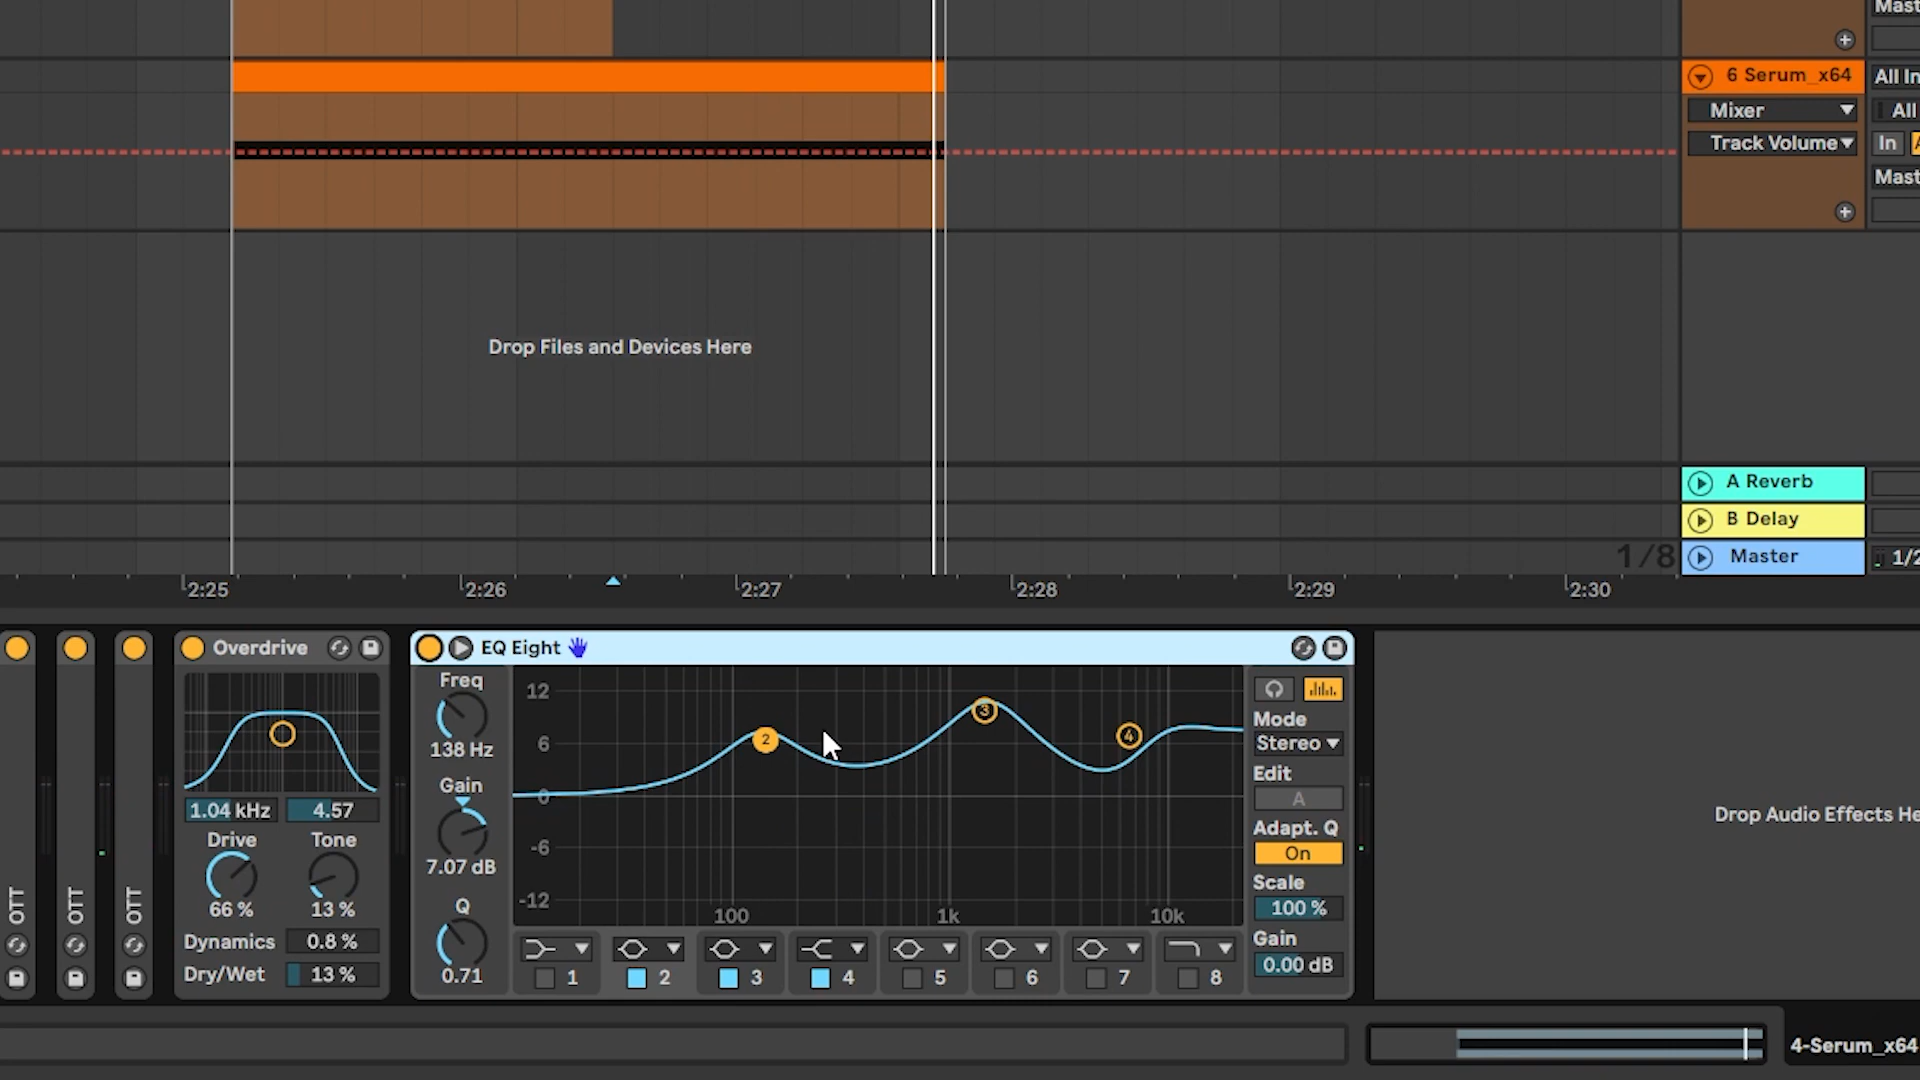 Mast
6 Serum_x64
All In
Mixer
All
Track Volume
In
Mast
Drop Files and Devices Here
A Reverb
B Delay
1/8
Master
1/2
2:25
2:26
2:27
2:28
2:29
2:30
OTT
OTT
OTT
Overdrive
1.04 kHz
4.57
Drive
Tone
66 %
13 %
Dynamics
0.8 %
Dry/Wet
13 %
EQ Eight
Freq
138 Hz
Gain
7.07 dB
Q
0.71
12
6
0
-6
-12
100
1k
10k
2
3
4
1
2
3
4
5
6
7
8
Mode
Stereo
Edit
A
Adapt. Q
On
Scale
100 %
Gain
0.00 dB
Drop Audio Effects He
4-Serum_x64